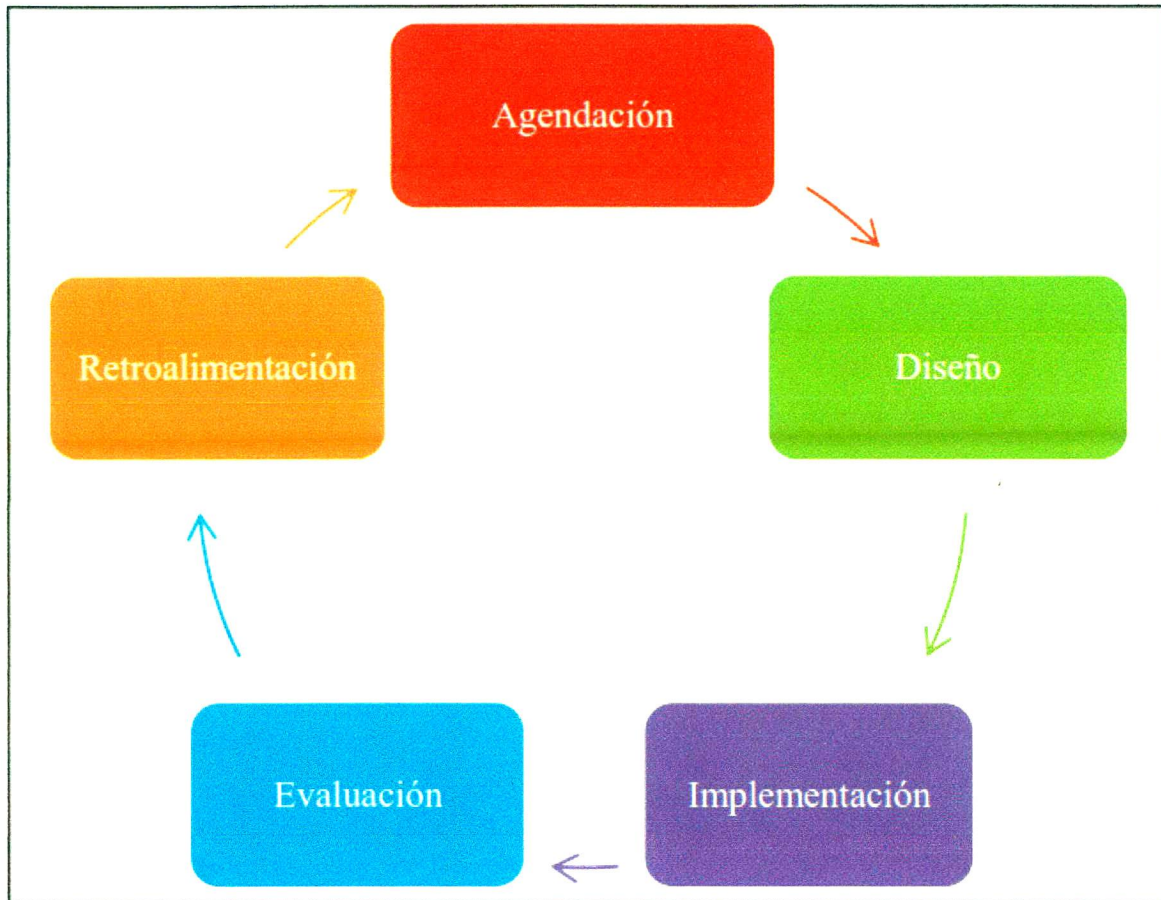 Agendación
Diseño
Implementación
Evaluación
Retroalimentación